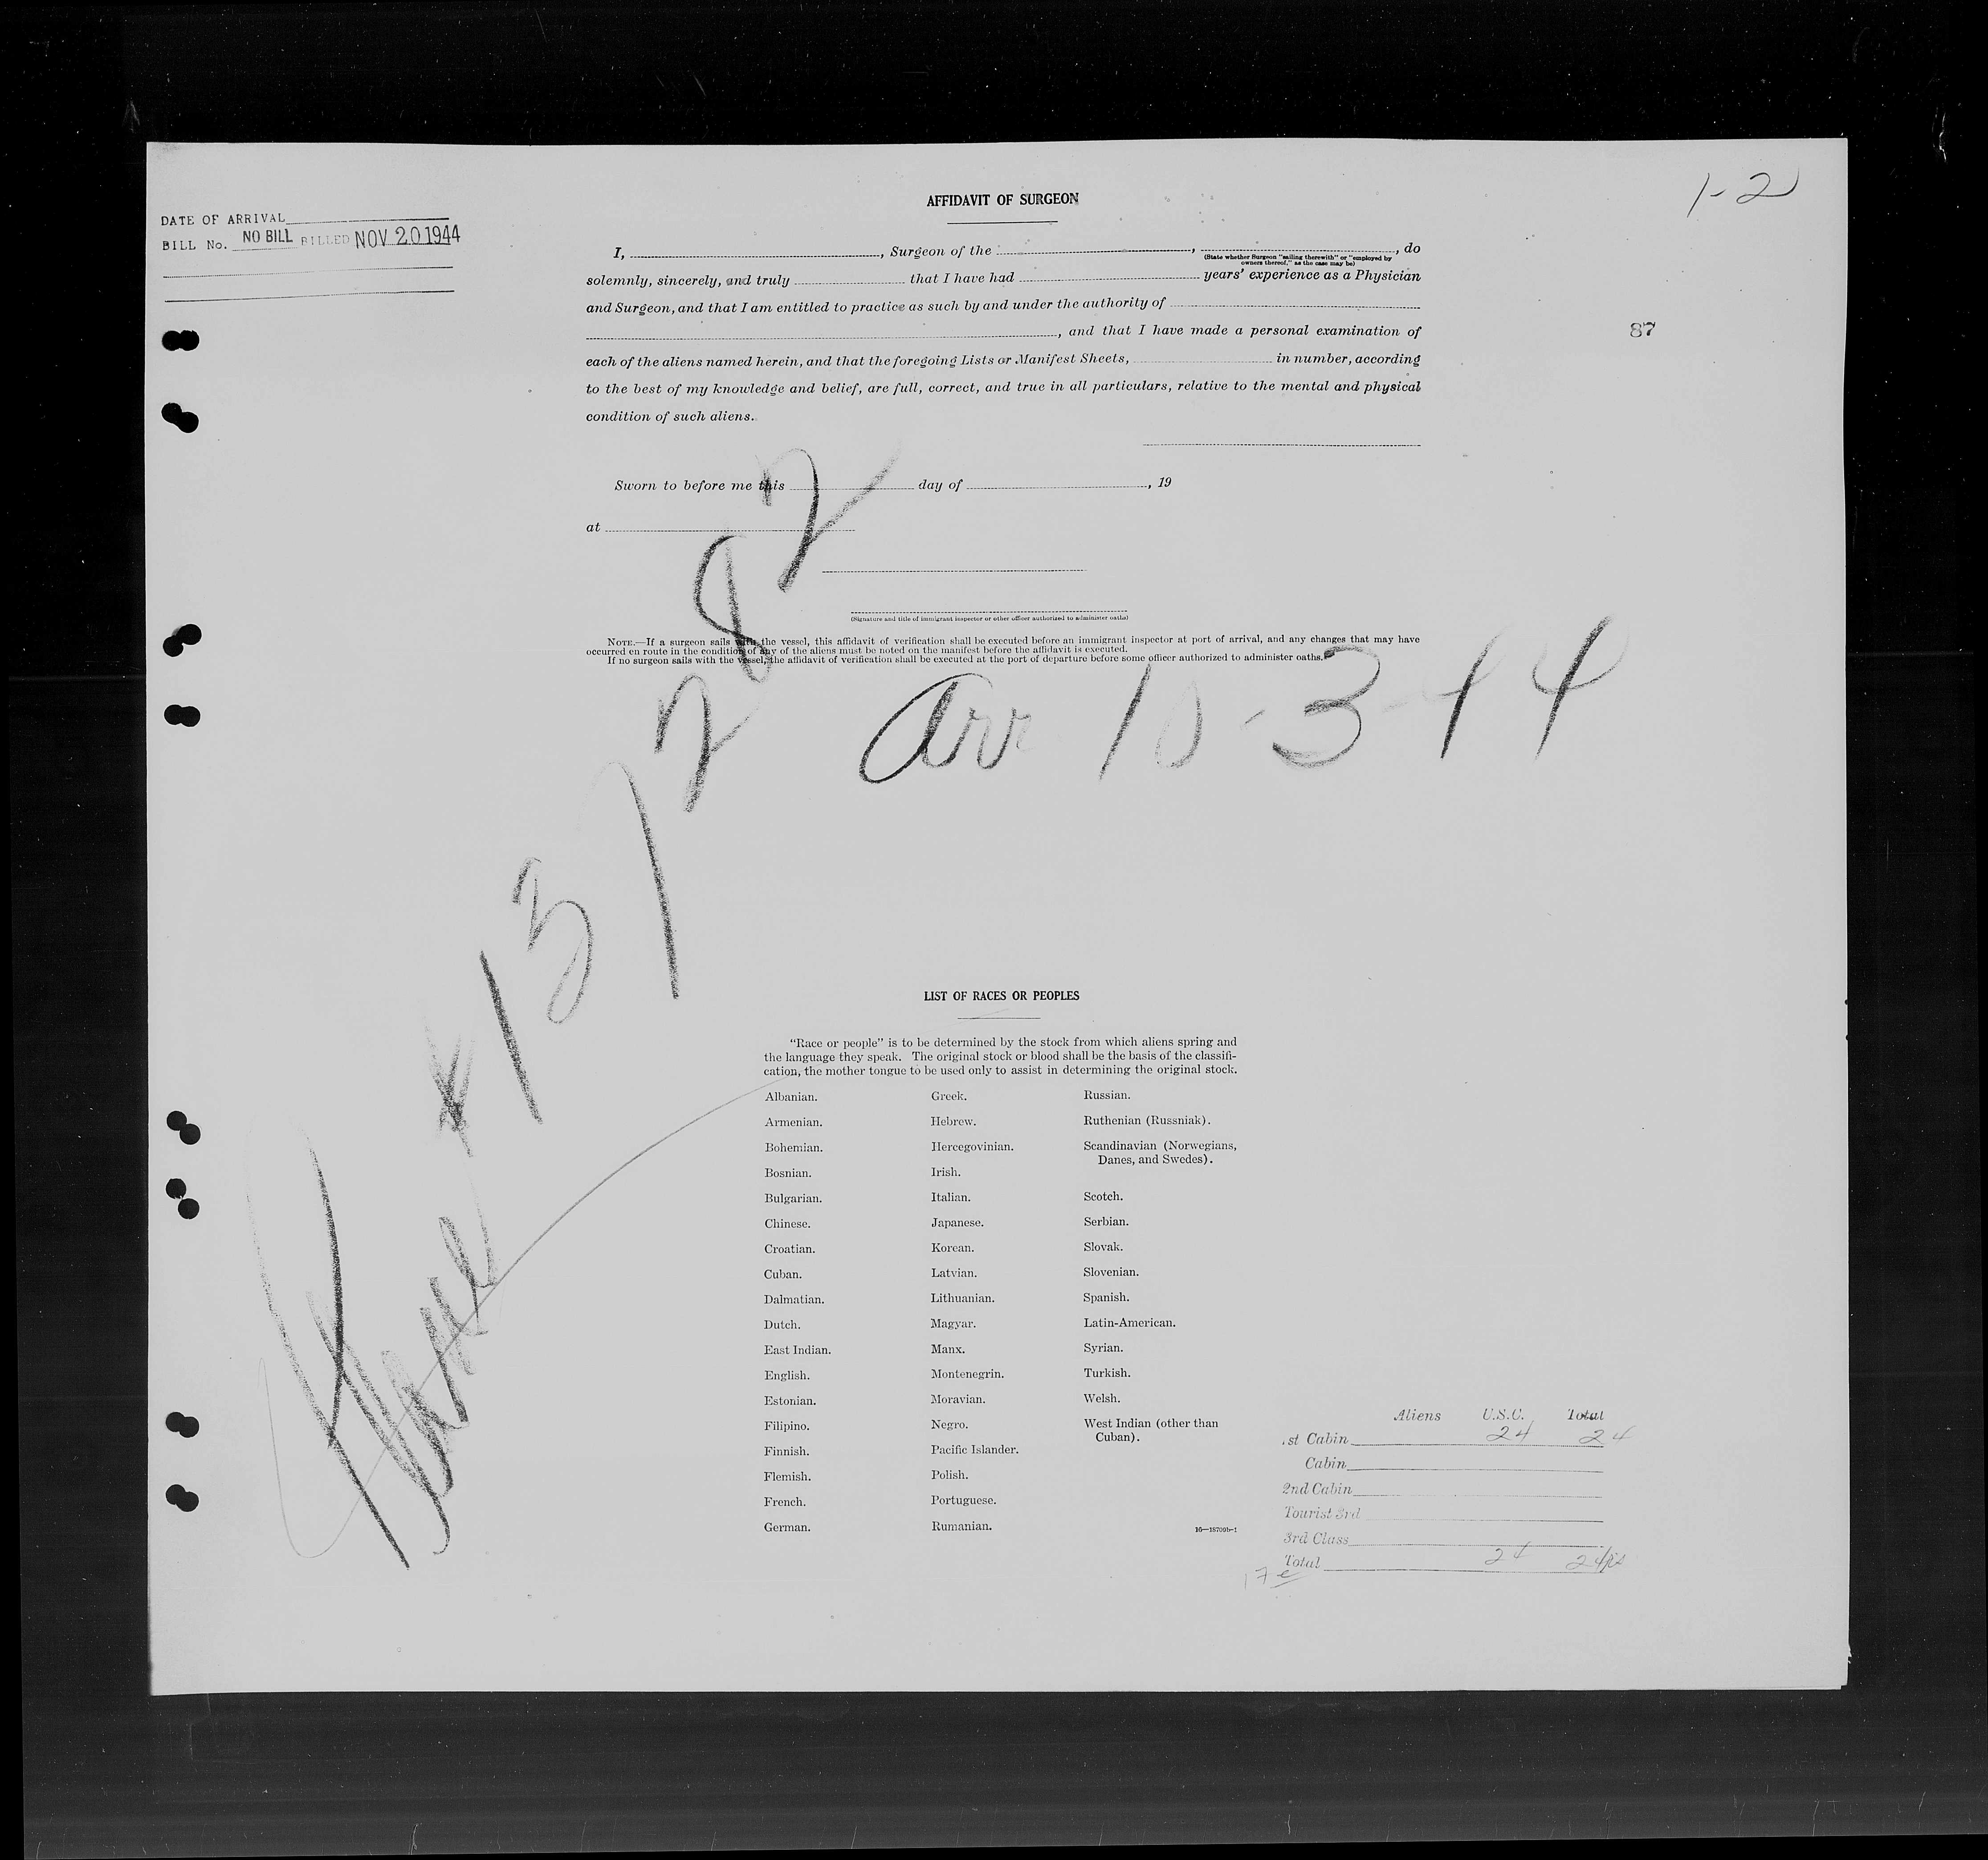 1-2
AFFIDAVIT OF SURGEON
DATE OF ARRIVAL
BILL No. NO BILL BILLED NOV 20 1944
I, , Surgeon of the , , do
(State whether Surgeon "sailing therewith" or "employed by
owners thereof," as the case may be)
solemnly, sincerely, and truly that I have had years' experience as a Physician
and Surgeon, and that I am entitled to practice as such by and under the authority of
, and that I have made a personal examination of
87
each of the aliens named herein, and that the foregoing Lists or Manifest Sheets, in number, according
to the best of my knowledge and belief, are full, correct, and true in all particulars, relative to the mental and physical
condition of such aliens.
Sworn to before me this day of , 19
at
(Signature and title of immigrant inspector or other officer authorized to administer oaths)
NOTE.—If a surgeon sails with the vessel, this affidavit of verification shall be executed before an immigrant inspector at port of arrival, and any changes that may have
occurred en route in the condition of any of the aliens must be noted on the manifest before the affidavit is executed.
If no surgeon sails with the vessel, the affidavit of verification shall be executed at the port of departure before some officer authorized to administer oaths.
Arr 10-3-44
137282
LIST OF RACES OR PEOPLES
"Race or people" is to be determined by the stock from which aliens spring and
the language they speak. The original stock or blood shall be the basis of the classifi-
cation, the mother tongue to be used only to assist in determining the original stock.
Albanian.
Armenian.
Bohemian.
Bosnian.
Bulgarian.
Chinese.
Croatian.
Cuban.
Dalmatian.
Dutch.
East Indian.
English.
Estonian.
Filipino.
Finnish.
Flemish.
French.
German.
Greek.
Hebrew.
Hercegovinian.
Irish.
Italian.
Japanese.
Korean.
Latvian.
Lithuanian.
Magyar.
Manx.
Montenegrin.
Moravian.
Negro.
Pacific Islander.
Polish.
Portuguese.
Rumanian.
Russian.
Ruthenian (Russniak).
Scandinavian (Norwegians,
Danes, and Swedes).
Scotch.
Serbian.
Slovak.
Slovenian.
Spanish.
Latin-American.
Syrian.
Turkish.
Welsh.
West Indian (other than
Cuban).
16—18709b-1
Aliens U.S.C. Total
1st Cabin 24 24
Cabin
2nd Cabin
Tourist 3rd
3rd Class
Total 24 24
17